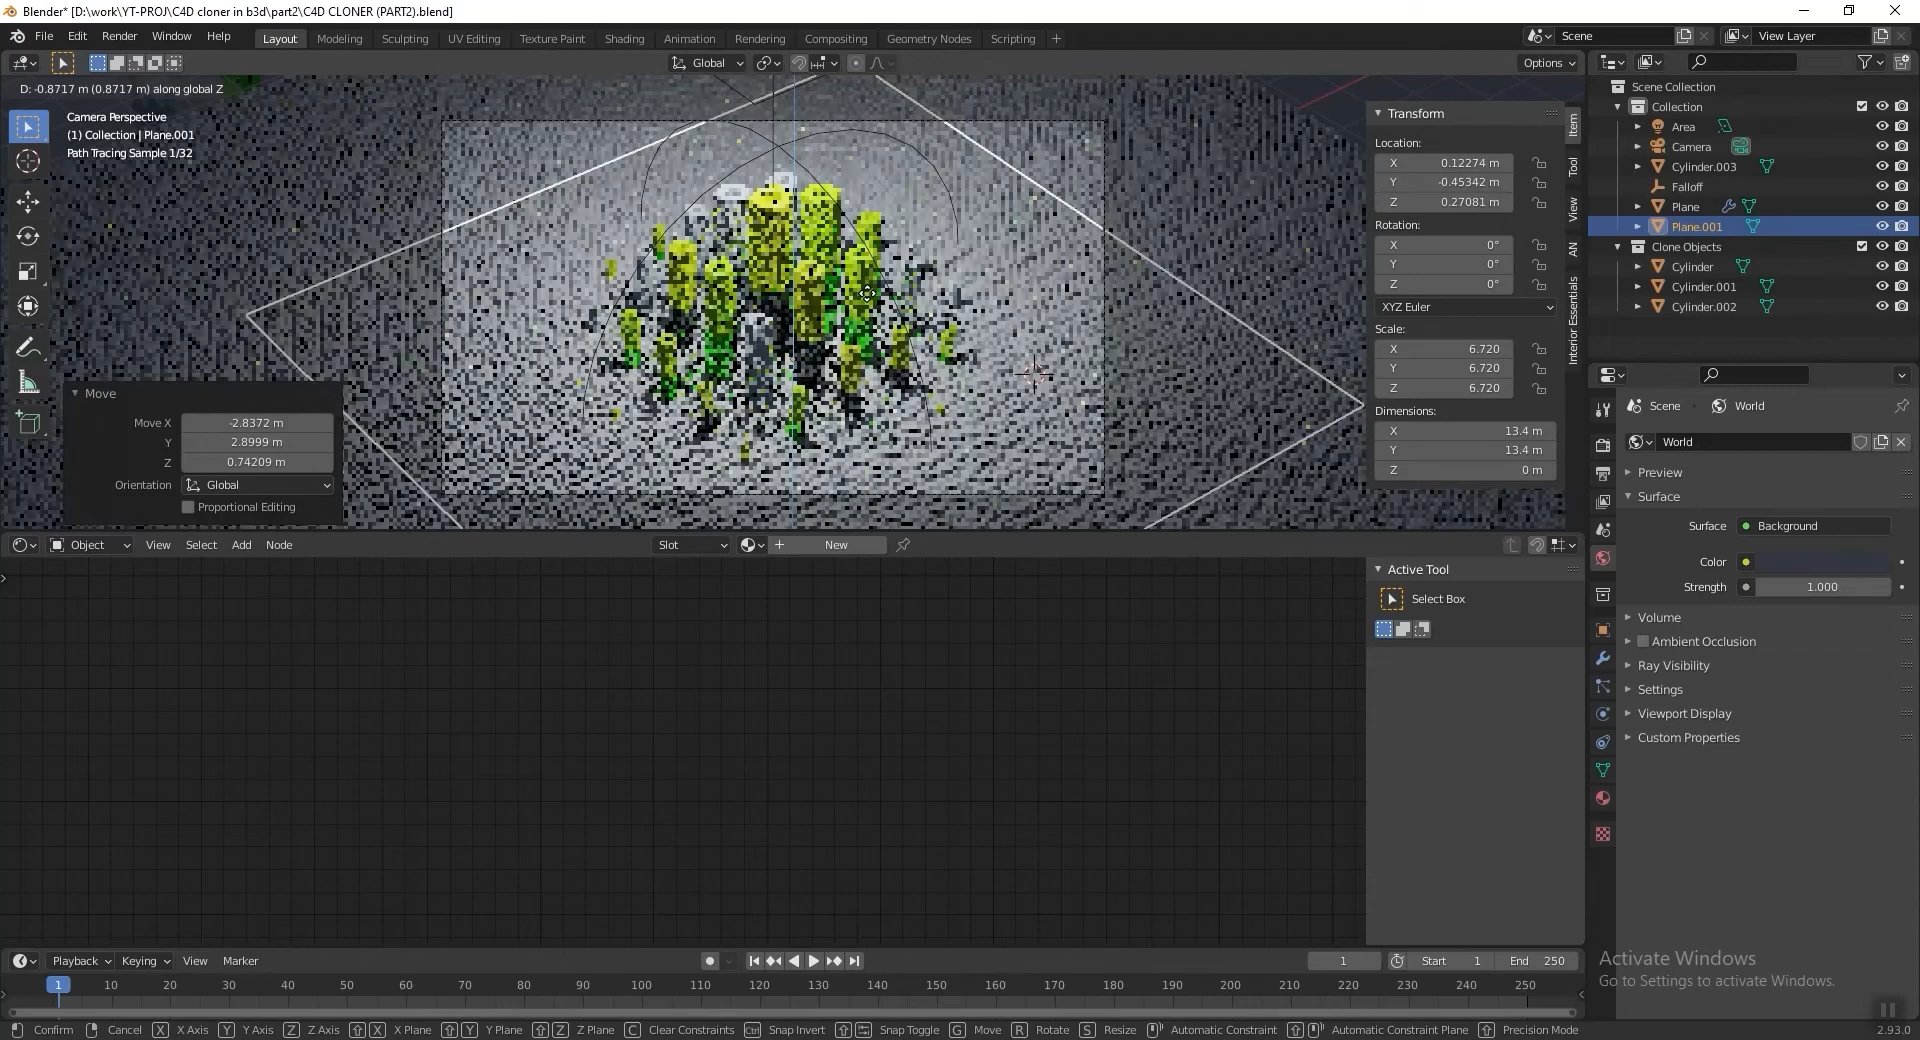 Blender* [D:\work\YT-PROJ\C4D cloner in b3d\part2\C4D CLONER (PART2).blend]
File Edit Render Window Help Layout Modeling Sculpting UV Editing Texture Paint Shading Animation Rendering Compositing Geometry Nodes Scripting + Scene View Layer
Global Options
D: -0.8717 m (0.8717 m) along global Z
Camera Perspective
(1) Collection | Plane.001
Path Tracing Sample 1/32
Move
Move X -2.8372 m
Y 2.8999 m
Z 0.74209 m
Orientation Global
Proportional Editing
Transform
Location:
X 0.12274 m
Y -0.45342 m
Z 0.27081 m
Rotation:
X 0°
Y 0°
Z 0°
XYZ Euler
Scale:
X 6.720
Y 6.720
Z 6.720
Dimensions:
X 13.4 m
Y 13.4 m
Z 0 m
Item
Tool
View
AN
Interior Essentials
Scene Collection
Collection
Area
Camera
Cylinder.003
Falloff
Plane
Plane.001
Clone Objects
Cylinder
Cylinder.001
Cylinder.002
Scene World
World
Preview
Surface
Surface Background
Color
Strength 1.000
Volume
Ambient Occlusion
Ray Visibility
Settings
Viewport Display
Custom Properties
Object View Select Add Node Slot + New
Active Tool
Select Box
Playback Keying View Marker 1 Start 1 End 250
1 10 20 30 40 50 60 70 80 90 100 110 120 130 140 150 160 170 180 190 200 210 220 230 240 250
Activate Windows
Go to Settings to activate Windows.
Confirm Cancel X X Axis Y Y Axis Z Z Axis X X Plane Y Y Plane Z Z Plane C Clear Constraints Ctrl Snap Invert Snap Toggle G Move R Rotate S Resize Automatic Constraint Automatic Constraint Plane Precision Mode 2.93.0